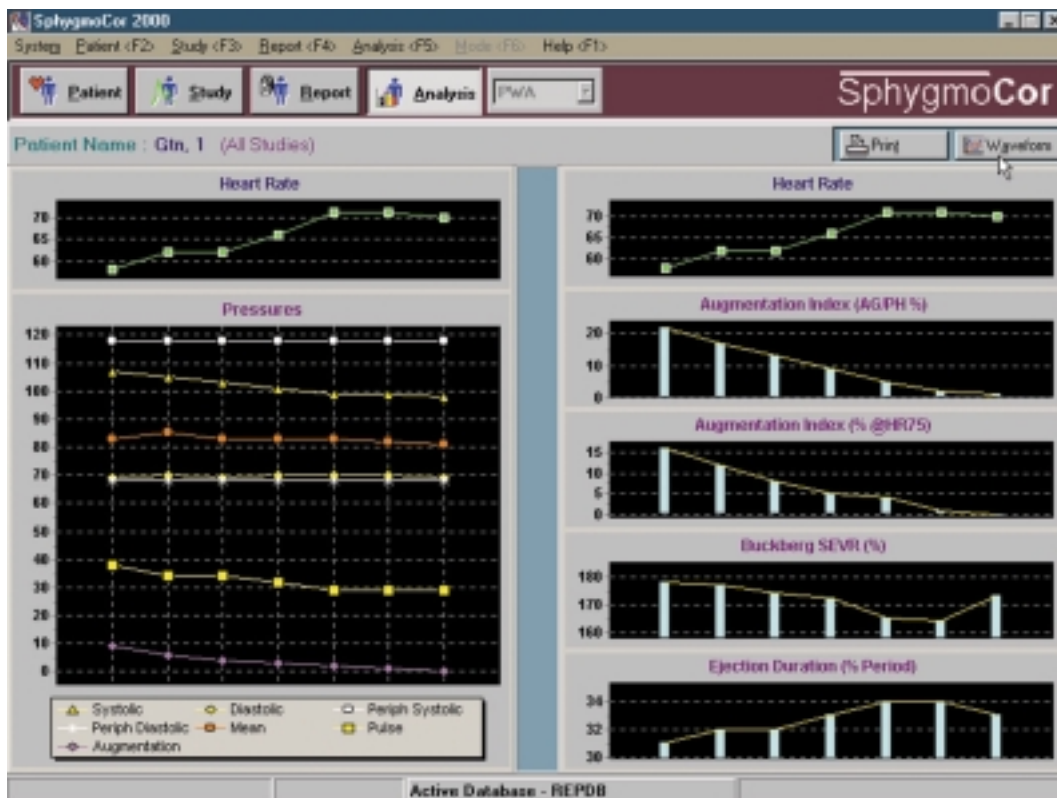 SphygmoCor 2000
System Patient <F2> Study <F3> Report <F4> Analysis <F5> Mode <F6> Help <F1>
Patient Study Report Analysis PWA SphygmoCor
Patient Name : Gtn, 1 (All Studies) Print Waveform
Heart Rate
70
65
60
Pressures
120
110
100
90
80
70
60
50
40
30
20
10
0
Systolic Diastolic Periph Systolic
Periph Diastolic Mean Pulse
Augmentation
Heart Rate
70
65
60
Augmentation Index (AG/PH %)
20
10
0
Augmentation Index (% @HR75)
15
10
5
0
Buckberg SEVR (%)
180
170
160
Ejection Duration (% Period)
34
32
30
Active Database - REPDB